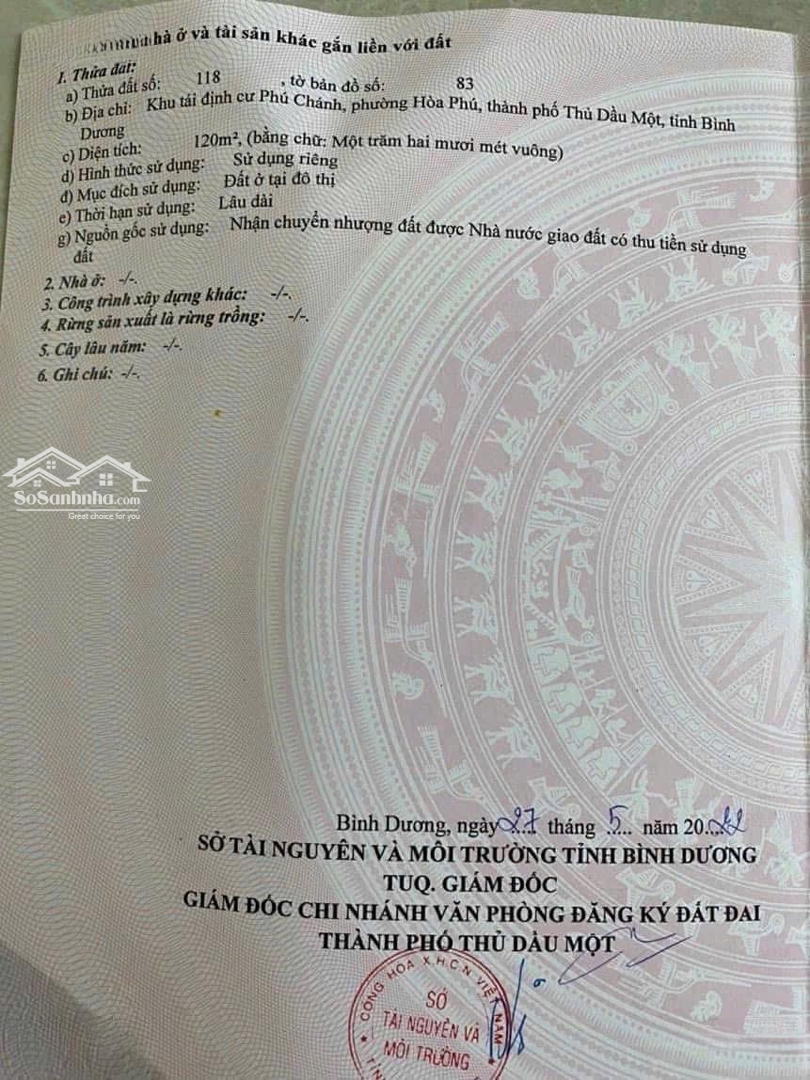 nhà ở và tài sản khác gắn liền với đất
1. Thửa đất:
a) Thửa đất số: 118 , tờ bản đồ số: 83
b) Địa chỉ: Khu tái định cư Phú Chánh, phường Hòa Phú, thành phố Thủ Dầu Một, tỉnh Bình
Dương
c) Diện tích: 120m², (bằng chữ: Một trăm hai mươi mét vuông)
d) Hình thức sử dụng: Sử dụng riêng
đ) Mục đích sử dụng: Đất ở tại đô thị
e) Thời hạn sử dụng: Lâu dài
g) Nguồn gốc sử dụng: Nhận chuyển nhượng đất được Nhà nước giao đất có thu tiền sử dụng
đất
2. Nhà ở: -/-.
3. Công trình xây dựng khác: -/-.
4. Rừng sản xuất là rừng trồng: -/-.
5. Cây lâu năm: -/-.
6. Ghi chú: -/-.
SoSanhnha.com
Great choice for you
Bình Dương, ngày 27 tháng 5 năm 2022
SỞ TÀI NGUYÊN VÀ MÔI TRƯỜNG TỈNH BÌNH DƯƠNG
TUQ. GIÁM ĐỐC
GIÁM ĐỐC CHI NHÁNH VĂN PHÒNG ĐĂNG KÝ ĐẤT ĐAI
THÀNH PHỐ THỦ DẦU MỘT
CỘNG HÒA X.H.C.N VIỆT NAM
SỞ
TÀI NGUYÊN VÀ
MÔI TRƯỜNG